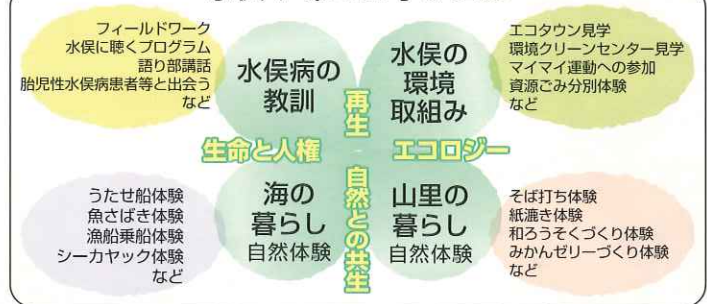 フィールドワーク
水俣に聴くプログラム
語り部講話
胎児性水俣病患者等と出会う
など
水俣病の
教訓
水俣の
環境
取組み
エコタウン見学
環境クリーンセンター見学
マイマイ運動への参加
資源ごみ分別体験
など
再生
生命と人権
エコロジー
自然との共生
うたせ船体験
魚さばき体験
漁船乗船体験
シーカヤック体験
など
海の
暮らし
自然体験
山里の
暮らし
自然体験
そば打ち体験
紙漉き体験
和ろうそくづくり体験
みかんゼリーづくり体験
など